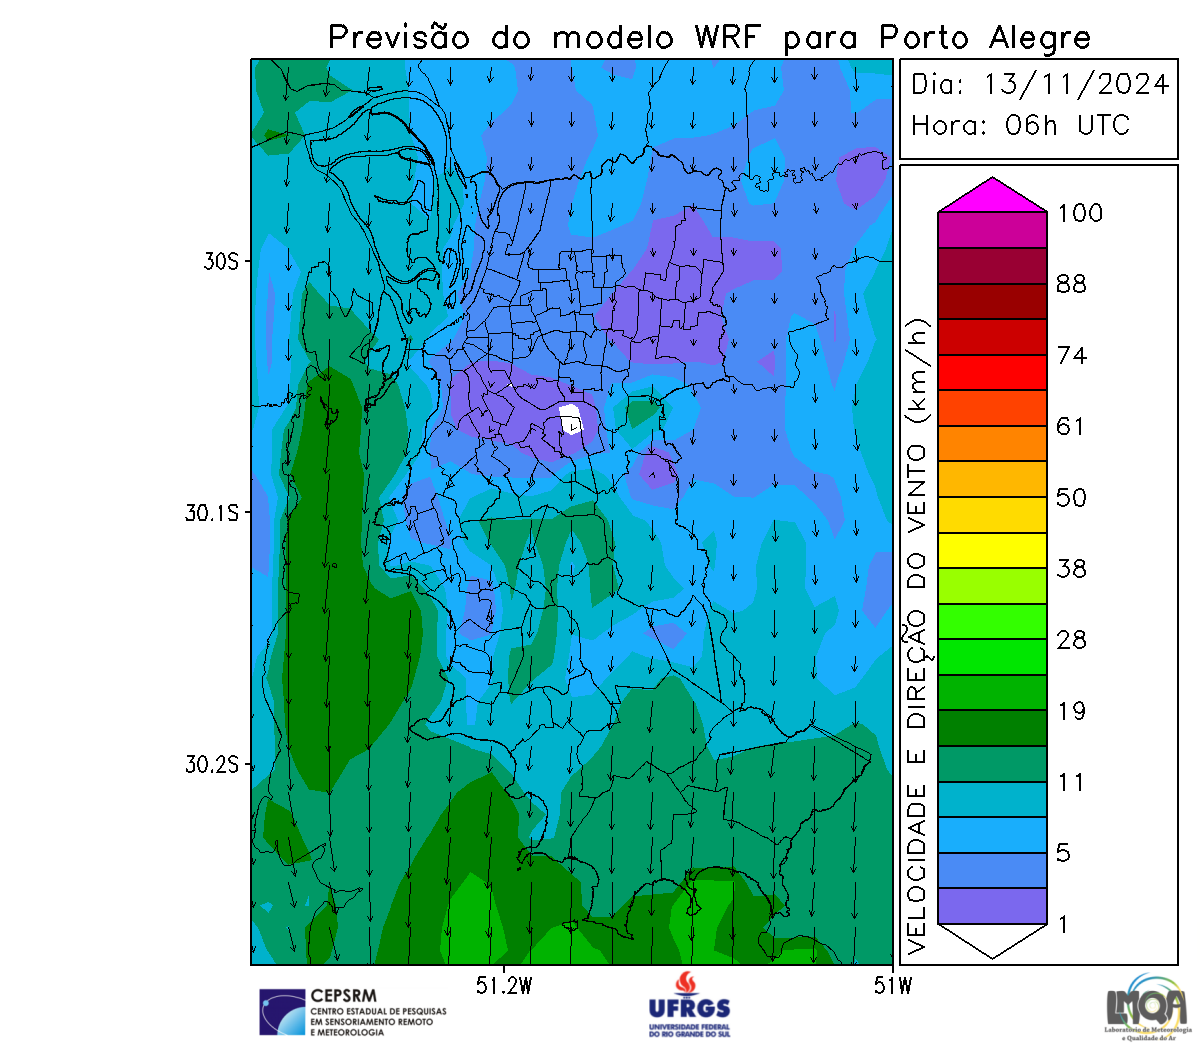 Previsão do modelo WRF para Porto Alegre
Dia: 13/11/2024
Hora: 06h UTC
VELOCIDADE E DIREÇÃO DO VENTO (km/h)
100
88
74
61
50
38
28
19
11
5
1
30S
30.1S
30.2S
51.2W
51W
CEPSRM
CENTRO ESTADUAL DE PESQUISAS
EM SENSORIAMENTO REMOTO
E METEOROLOGIA
UFRGS
UNIVERSIDADE FEDERAL
DO RIO GRANDE DO SUL
LMQA
Laboratório de Meteorologia
e Qualidade do Ar